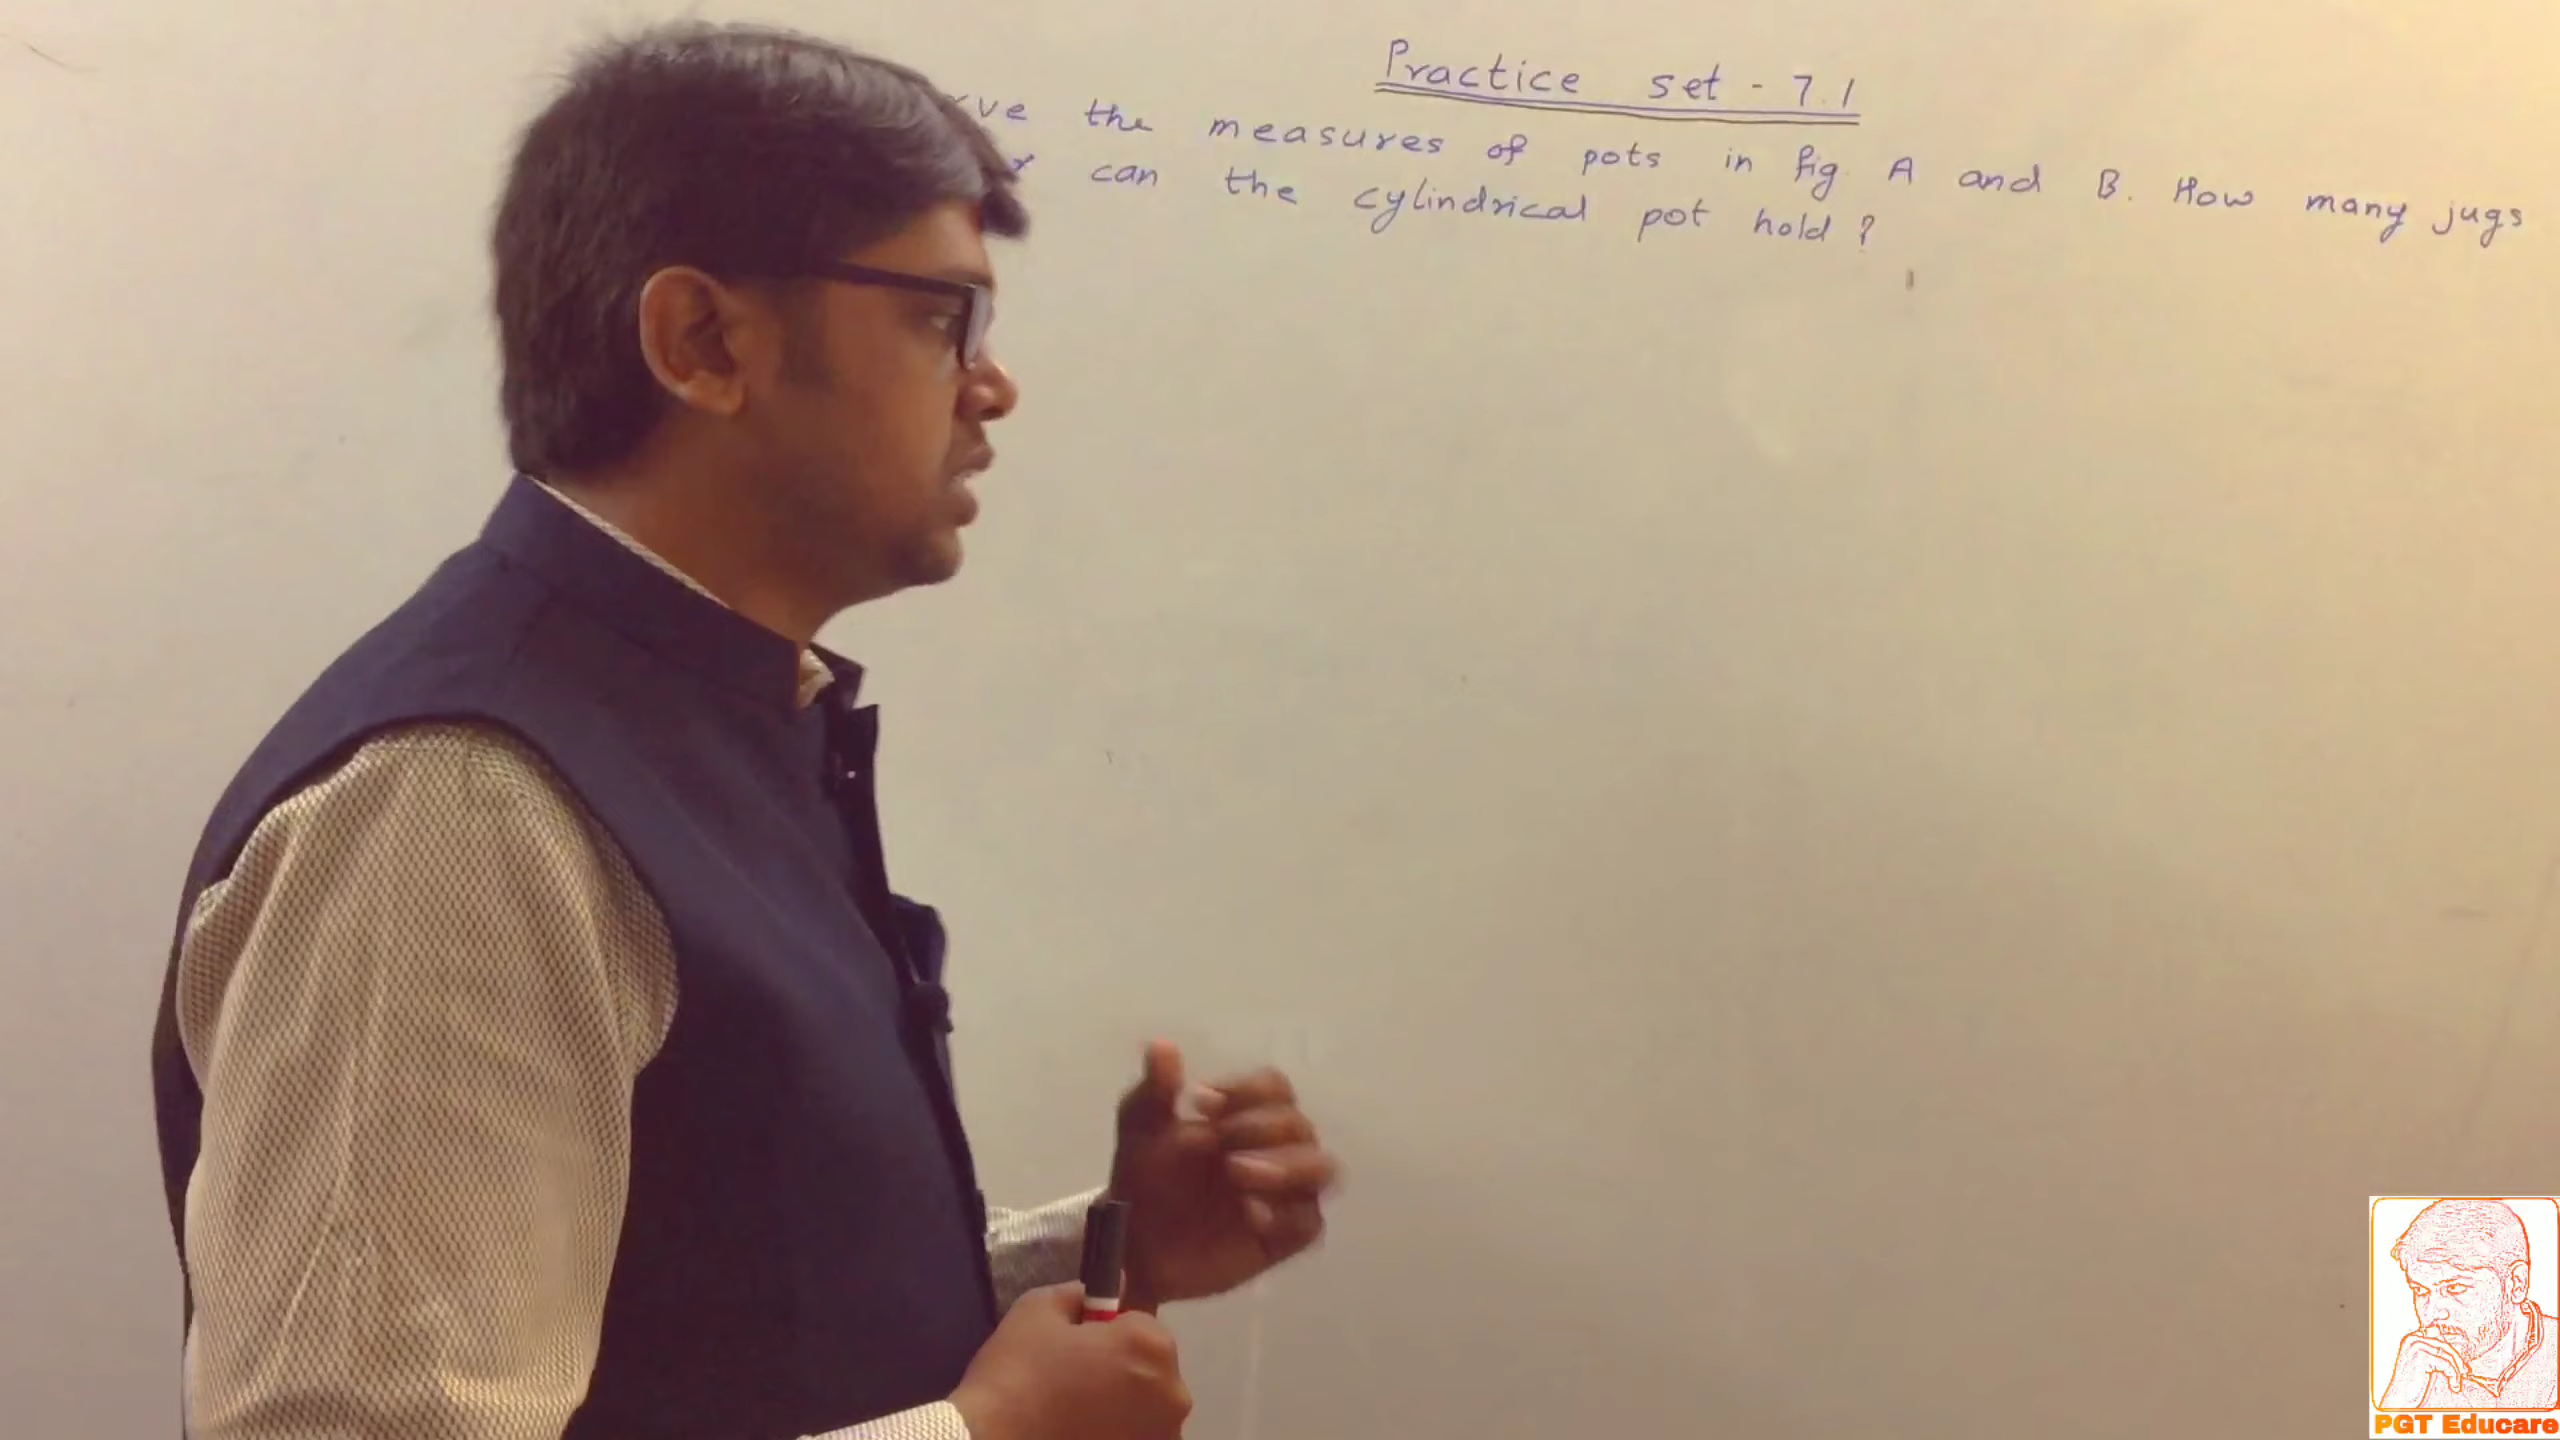 Practice set - 7.1
the measures of pots in fig. A and B. How many jugs
can the cylindrical pot hold ?
PGT Educare